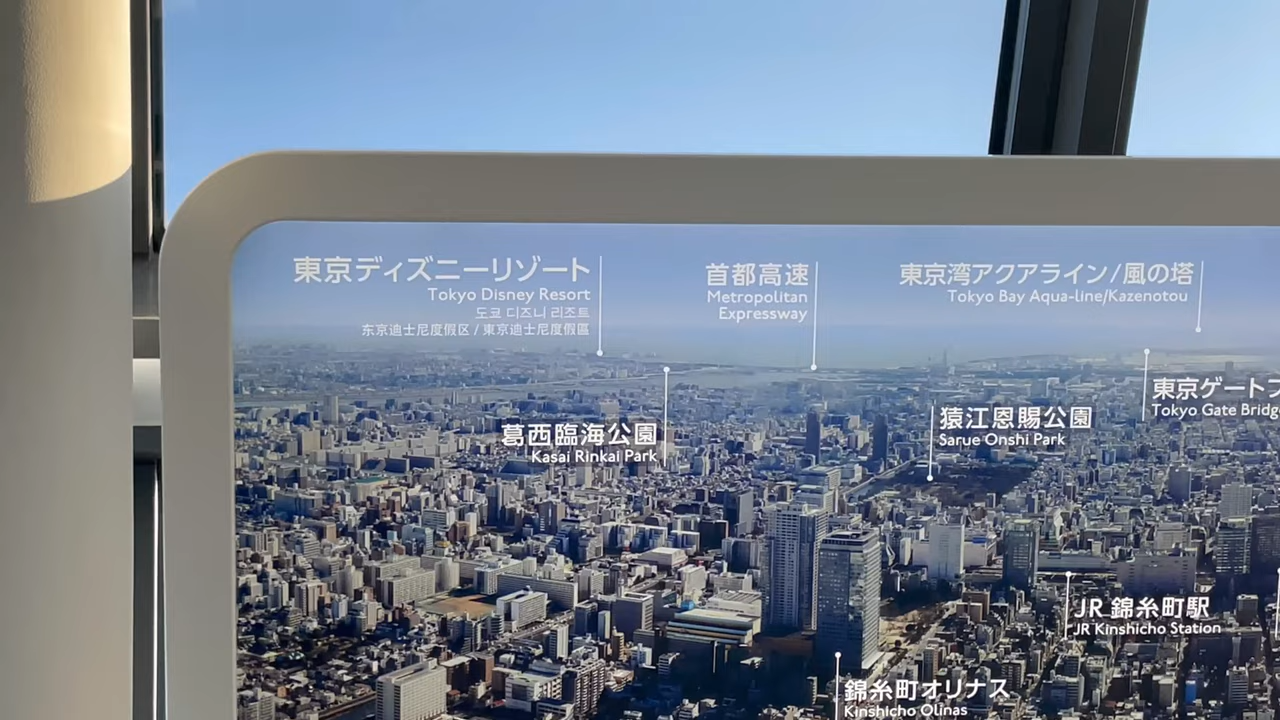 東京ディズニーリゾート
Tokyo Disney Resort
도쿄 디즈니 리조트
东京迪士尼度假区 / 東京迪士尼度假區
首都高速
Metropolitan
Expressway
東京湾アクアライン/風の塔
Tokyo Bay Aqua-line/Kazenotou
東京ゲート
Tokyo Gate
葛西臨海公園
Kasai Rinkai Park
猿江恩賜公園
Sarue Onshi Park
JR 錦糸町駅
JR Kinshicho Station
錦糸町オリナス
Kinshicho Olinas